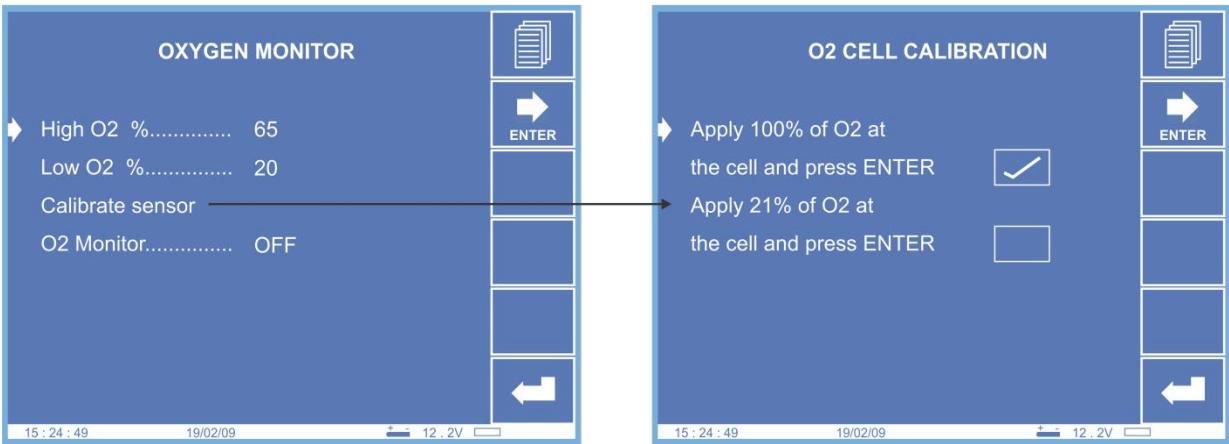 OXYGEN MONITOR
ENTER
High O2 %.............. 65
Low O2 %............... 20
Calibrate sensor
O2 Monitor............... OFF
15 : 24 : 49 19/02/09 + - 12 . 2V
O2 CELL CALIBRATION
ENTER
Apply 100% of O2 at
the cell and press ENTER
Apply 21% of O2 at
the cell and press ENTER
15 : 24 : 49 19/02/09 + - 12 . 2V